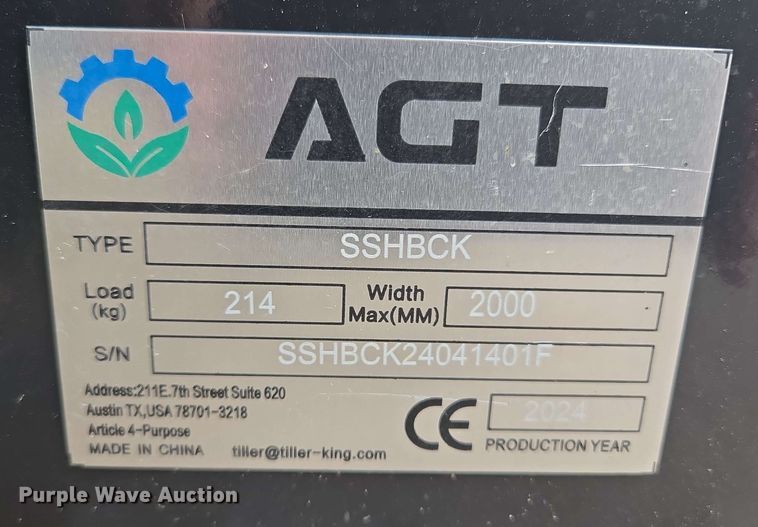 AGT
TYPE SSHBCK
Load (kg) 214 Width Max(MM) 2000
S/N SSHBCK24041401F
Address:211E.7th Street Suite 620
Austin TX,USA 78701-3218
Article 4-Purpose
MADE IN CHINA tiller@tiller-king.com
CE 2024
PRODUCTION YEAR
Purple Wave Auction